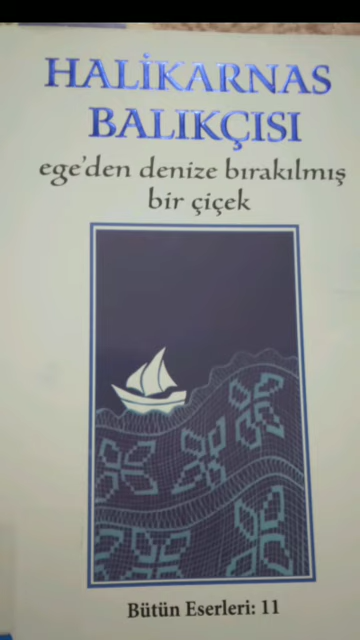 HALİKARNAS
BALIKÇISI
ege'den denize bırakılmış
bir çiçek
Bütün Eserleri: 11